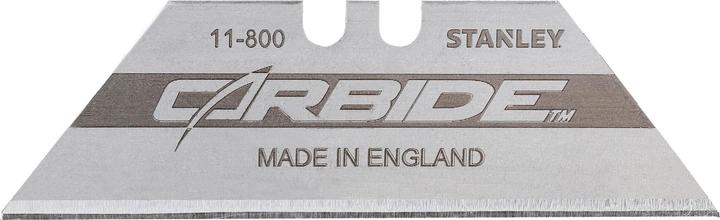 11-800 STANLEY
CARBIDE™
MADE IN ENGLAND